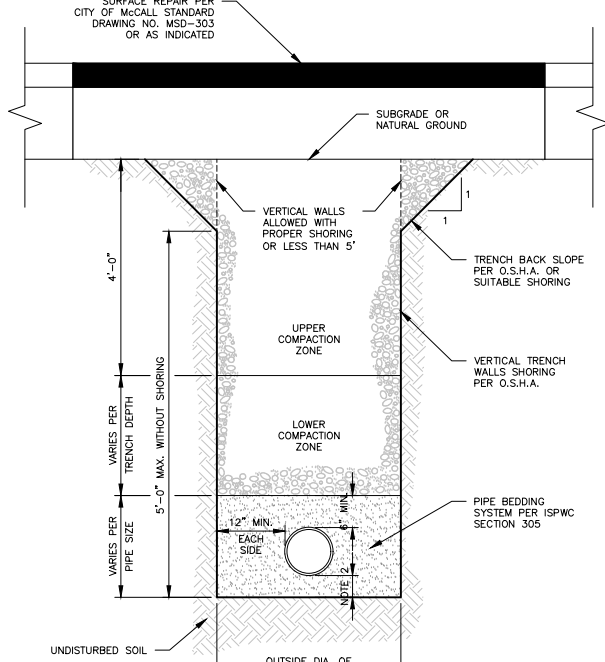 SURFACE REPAIR PER
CITY OF McCALL STANDARD
DRAWING NO. MSD-303
OR AS INDICATED
SUBGRADE OR
NATURAL GROUND
VERTICAL WALLS
ALLOWED WITH
PROPER SHORING
OR LESS THAN 5'
1
1
4'-0"
TRENCH BACK SLOPE
PER O.S.H.A. OR
SUITABLE SHORING
UPPER
COMPACTION
ZONE
VERTICAL TRENCH
WALLS SHORING
PER O.S.H.A.
VARIES PER
TRENCH DEPTH
5'-0" MAX. WITHOUT SHORING
LOWER
COMPACTION
ZONE
VARIES PER
PIPE SIZE
12" MIN.
EACH
SIDE
6" MIN.
NOTE 2
PIPE BEDDING
SYSTEM PER ISPWC
SECTION 305
UNDISTURBED SOIL
OUTSIDE DIA. OF